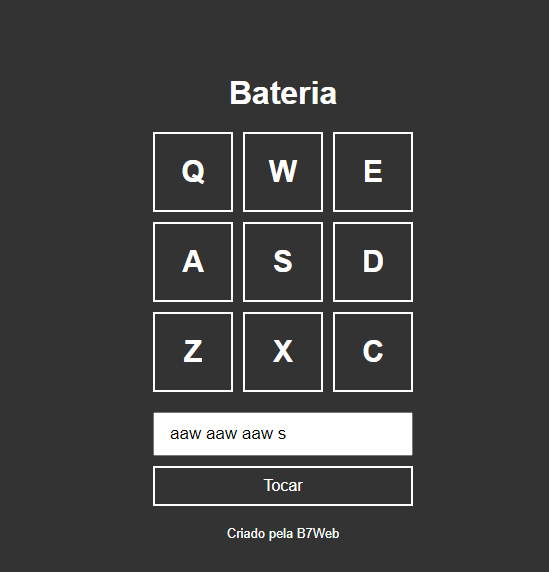 Bateria
Q W E
A S D
Z X C
aaw aaw aaw s
Tocar
Criado pela B7Web